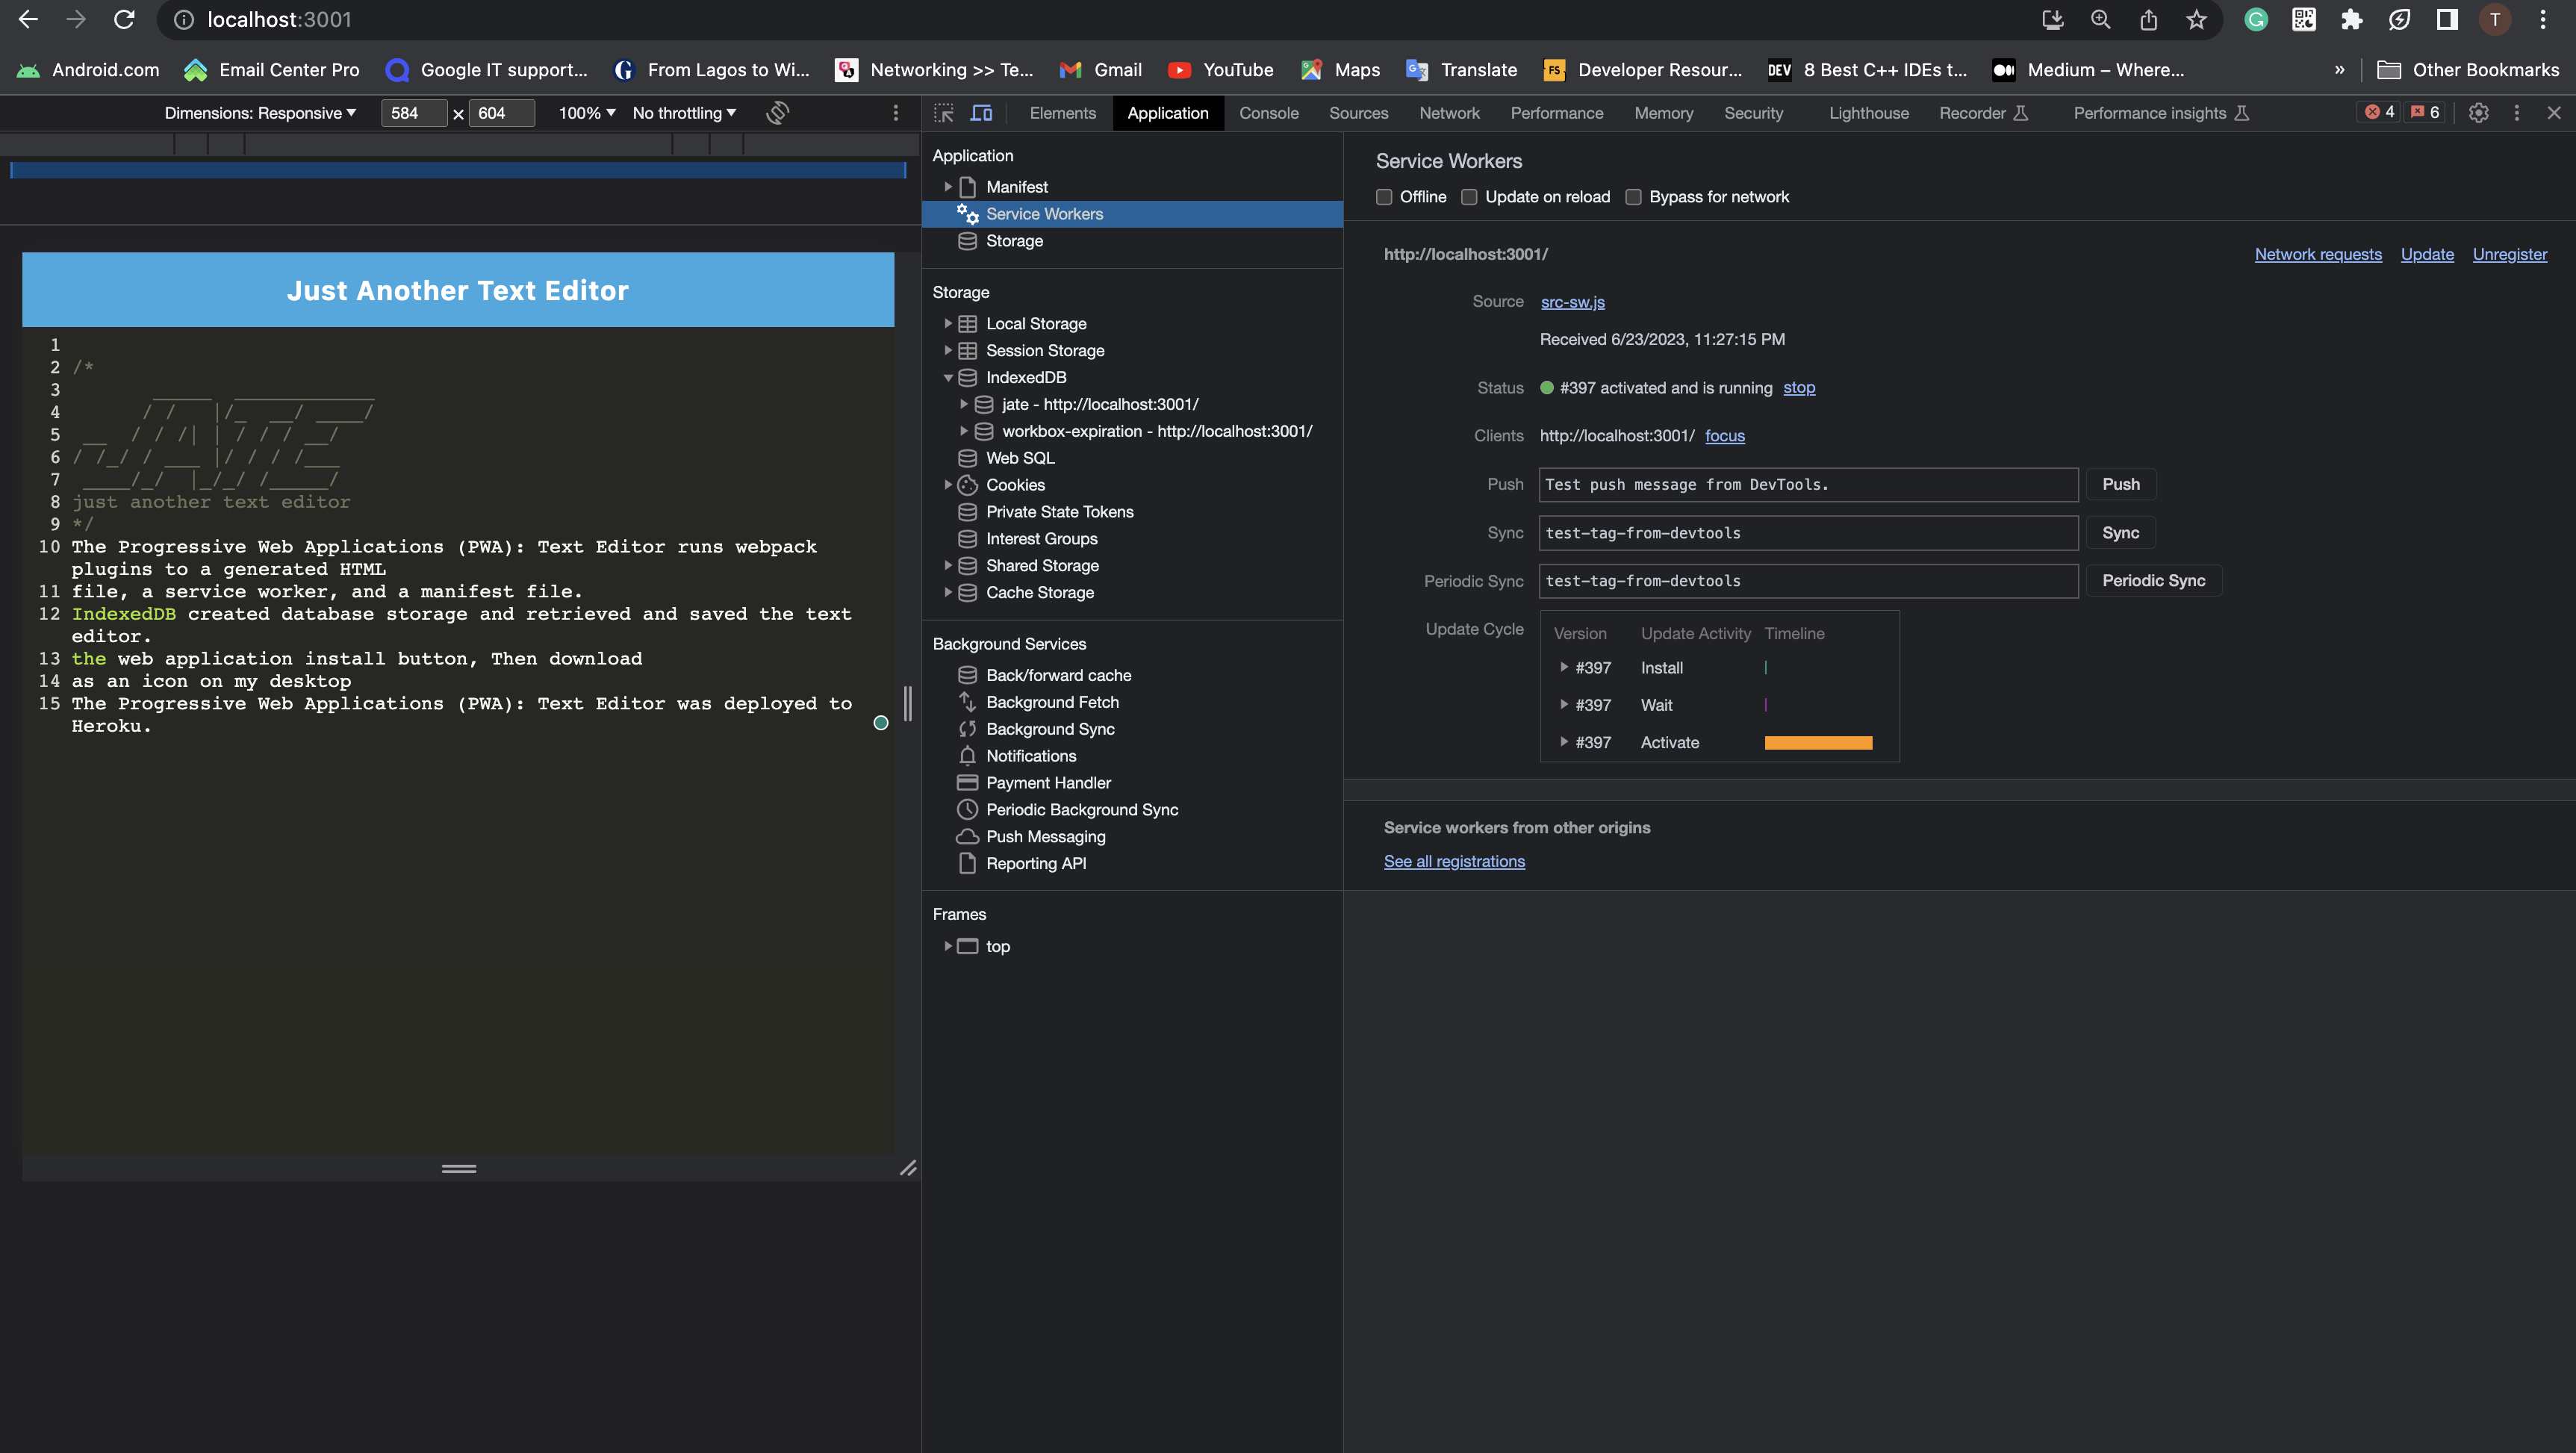 localhost:3001
T
Android.com
Email Center Pro
Google IT support...
From Lagos to Wi...
Networking >> Te...
Gmail
YouTube
Maps
Translate
FS
Developer Resour...
DEV
8 Best C++ IDEs t...
Medium – Where...
»
Other Bookmarks
Dimensions: Responsive
584 × 604
100%
No throttling
Elements
Application
Console
Sources
Network
Performance
Memory
Security
Lighthouse
Recorder
Performance insights
4
6
Just Another Text Editor
1
2 /*
3
4
5
6
7
8 just another text editor
9 */
10 The Progressive Web Applications (PWA): Text Editor runs webpack
plugins to a generated HTML
11 file, a service worker, and a manifest file.
12 IndexedDB created database storage and retrieved and saved the text
editor.
13 the web application install button, Then download
14 as an icon on my desktop
15 The Progressive Web Applications (PWA): Text Editor was deployed to
Heroku.
Application
Manifest
Service Workers
Storage
Storage
Local Storage
Session Storage
IndexedDB
jate - http://localhost:3001/
workbox-expiration - http://localhost:3001/
Web SQL
Cookies
Private State Tokens
Interest Groups
Shared Storage
Cache Storage
Background Services
Back/forward cache
Background Fetch
Background Sync
Notifications
Payment Handler
Periodic Background Sync
Push Messaging
Reporting API
Frames
top
Service Workers
Offline
Update on reload
Bypass for network
http://localhost:3001/
Network requests
Update
Unregister
Source src-sw.js
Received 6/23/2023, 11:27:15 PM
Status #397 activated and is running stop
Clients http://localhost:3001/ focus
Push Test push message from DevTools. Push
Sync test-tag-from-devtools Sync
Periodic Sync test-tag-from-devtools Periodic Sync
Update Cycle Version Update Activity Timeline
#397 Install
#397 Wait
#397 Activate
Service workers from other origins
See all registrations